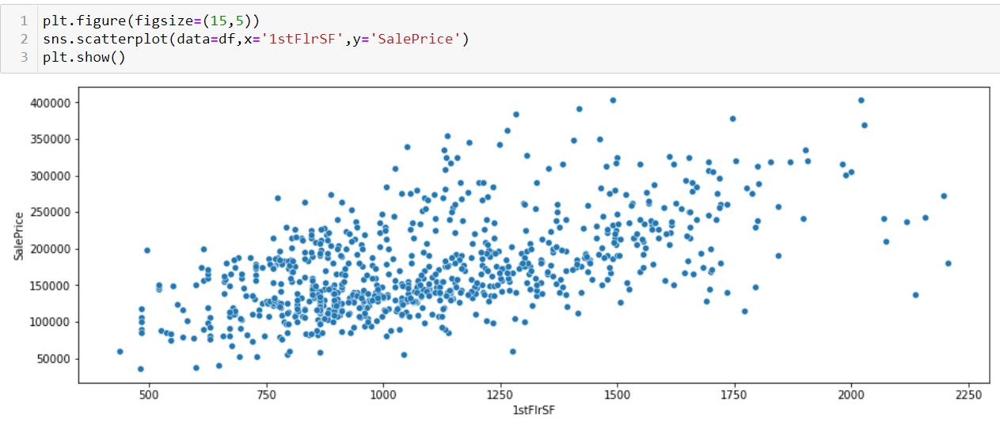 1 plt.figure(figsize=(15,5))
2 sns.scatterplot(data=df,x='1stFlrSF',y='SalePrice')
3 plt.show()
400000
350000
300000
250000
200000
150000
100000
50000
SalePrice
500 750 1000 1250 1500 1750 2000 2250
1stFlrSF